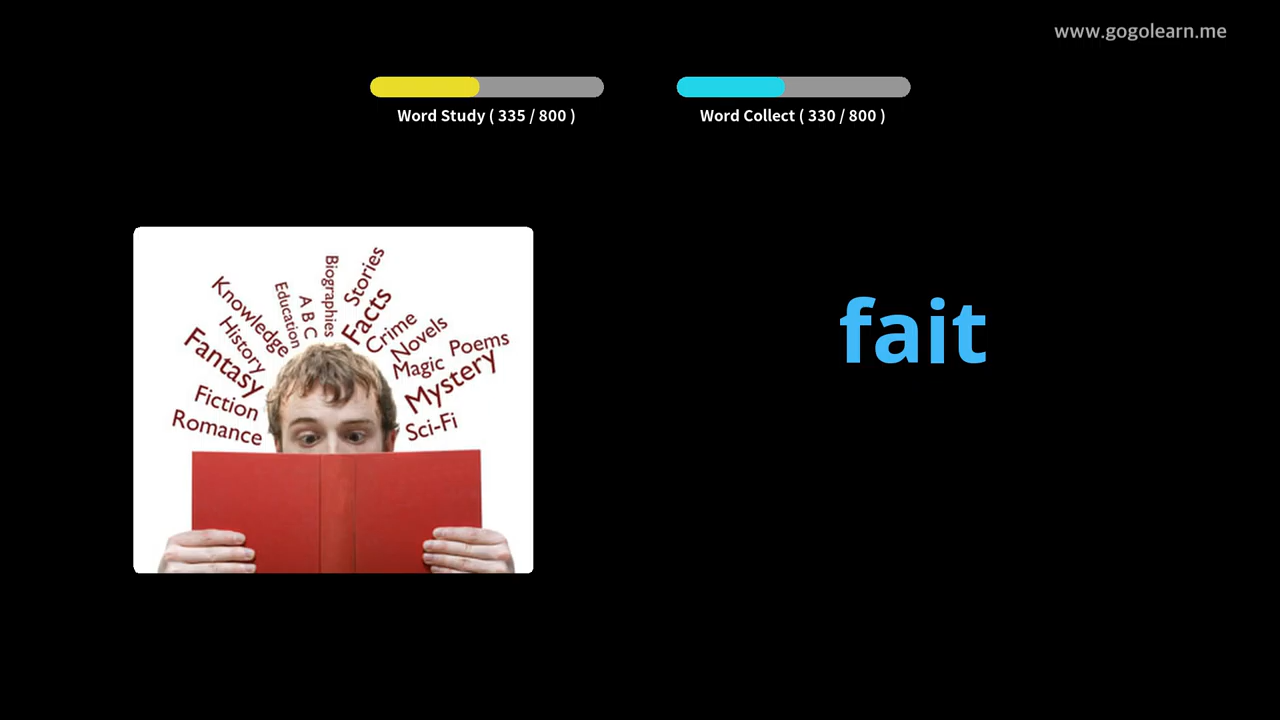 www.gogolearn.me
Word Study ( 335 / 800 )
Word Collect ( 330 / 800 )
Knowledge
History
Fantasy
Fiction
Romance
Education
A B C
Biographies
Stories
Facts
Crime
Novels
Magic
Poems
Mystery
Sci-Fi
fait